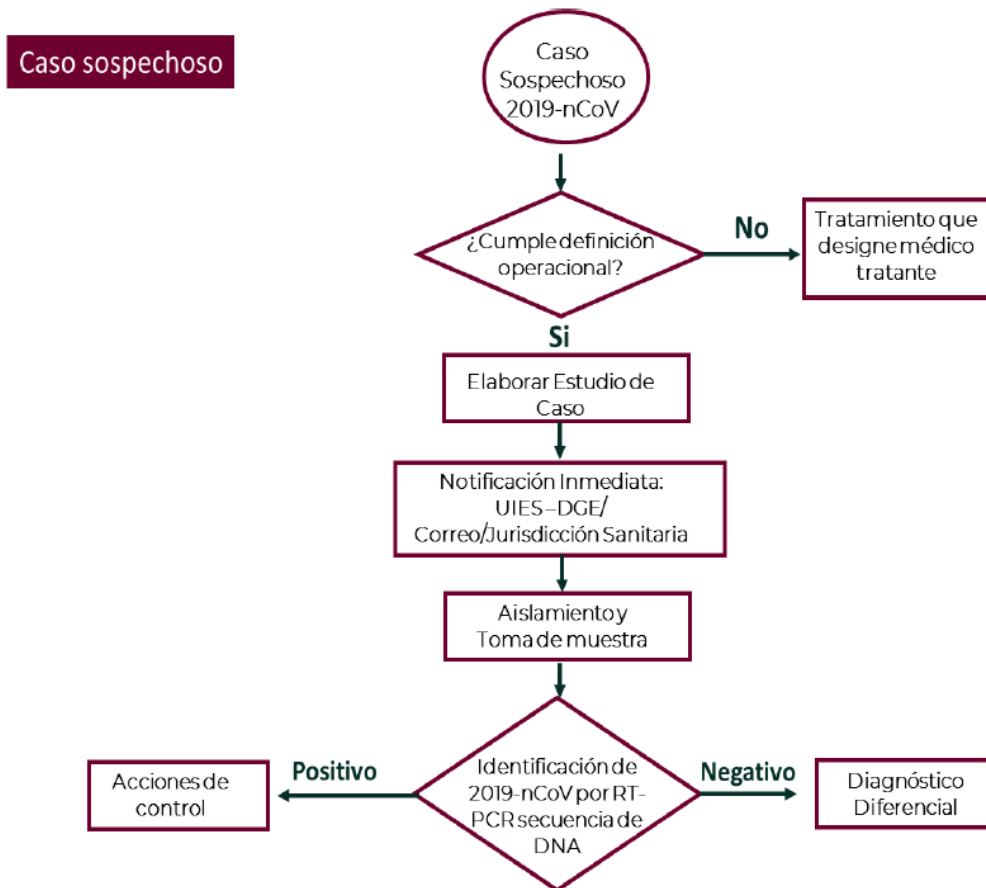 Caso sospechoso
Caso
Sospechoso
2019-nCoV
¿Cumple definición
operacional?
No
Tratamiento que
designe médico
tratante
Si
Elaborar Estudio de
Caso
Notificación Inmediata:
UIES–DGE/
Correo/Jurisdicción Sanitaria
Aislamiento y
Toma de muestra
Identificación de
2019-nCoV por RT-
PCR secuencia de
DNA
Positivo
Acciones de
control
Negativo
Diagnóstico
Diferencial